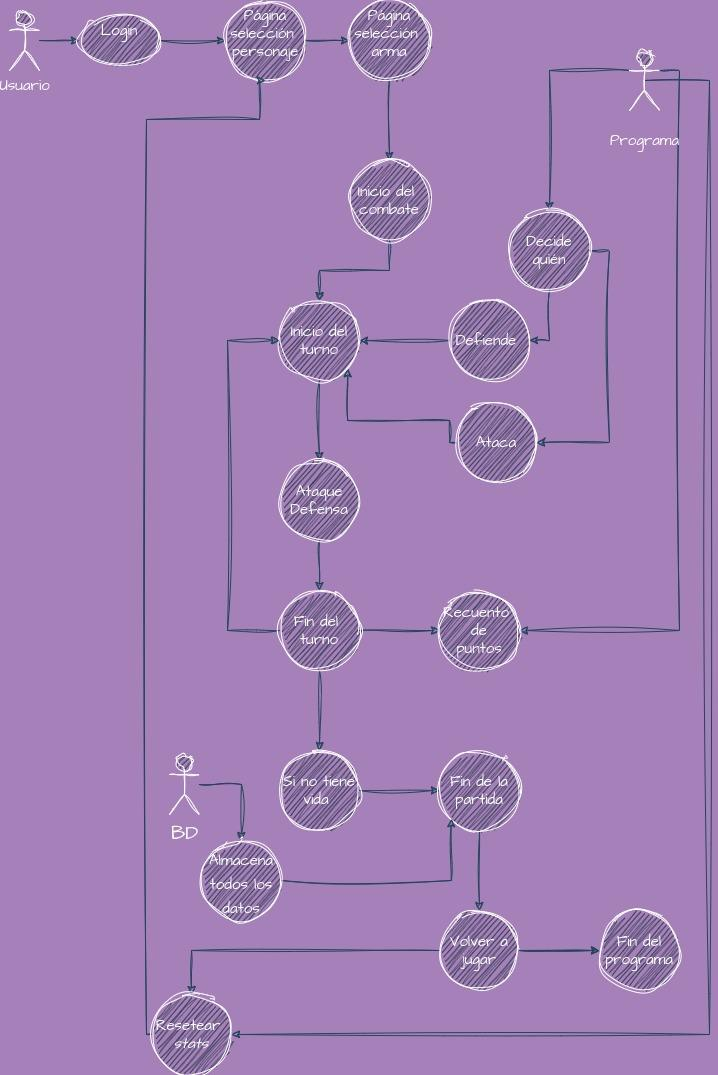 Usuario
Login
Página
selección
personaje
Página
selección
arma
Programa
Inicio del
combate
Decide
quién
Inicio del
turno
Defiende
Ataca
Ataque
Defensa
Fin del
turno
Recuento
de
puntos
Si no tiene
vida
Fin de la
partida
BD
Almacena
todos los
datos
Volver a
jugar
Fin del
programa
Resetear
stats